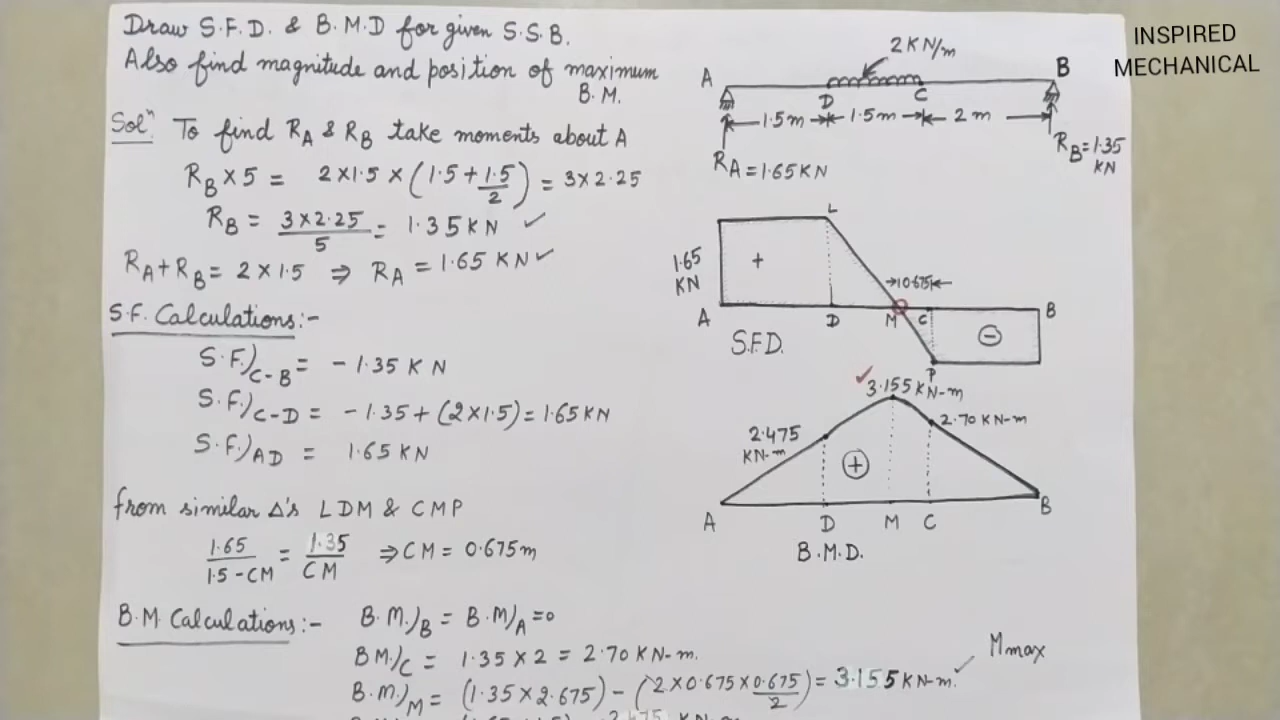 INSPIRED
MECHANICAL
Draw S.F.D. & B.M.D for given S.S.B.
Also find magnitude and position of maximum
B.M.
Solⁿ To find RA & RB take moments about A
RB × 5 = 2×1.5 × (1.5 + 1.5/2) = 3×2.25
RB = 3×2.25/5 = 1.35 KN ✓
RA + RB = 2×1.5 ⇒ RA = 1.65 KN ✓
S.F. Calculations:-
S.F.)C-B = - 1.35 KN
S.F.)C-D = - 1.35 + (2×1.5) = 1.65 KN
S.F.)AD = 1.65 KN
from similar Δ's LDM & CMP
1.65/1.5-CM = 1.35/CM ⇒ CM = 0.675m
B.M. Calculations:- B.M.)B = B.M)A = 0
BM)C = 1.35 × 2 = 2.70 KN-m.
B.M.)M = (1.35 × 2.675) - (2×0.675×0.675/2) = 3.155 KN-m. ✓
Mmax
2.475 KN-m
2KN/m
A B
D C
1.5m 1.5m 2m
RA = 1.65KN
RB = 1.35
KN
L
1.65
KN
+
0.675
A D M C B
−
P
S.F.D.
✓
3.155 KN-m
2.475
KN-m
2.70 KN-m
+
A D M C B
B.M.D.